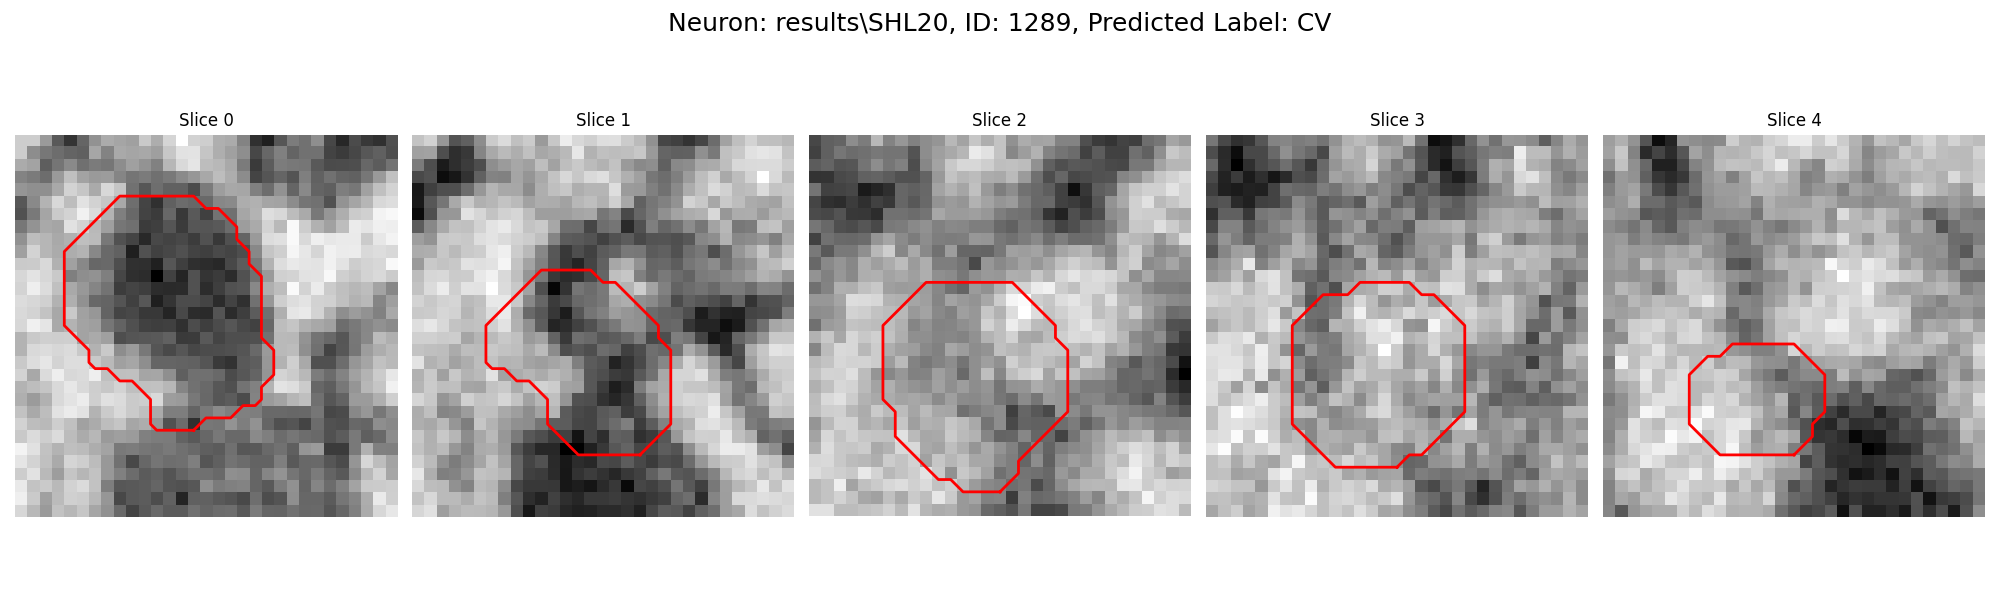 Neuron: results\SHL20, ID: 1289, Predicted Label: CV
Slice 0
Slice 1
Slice 2
Slice 3
Slice 4